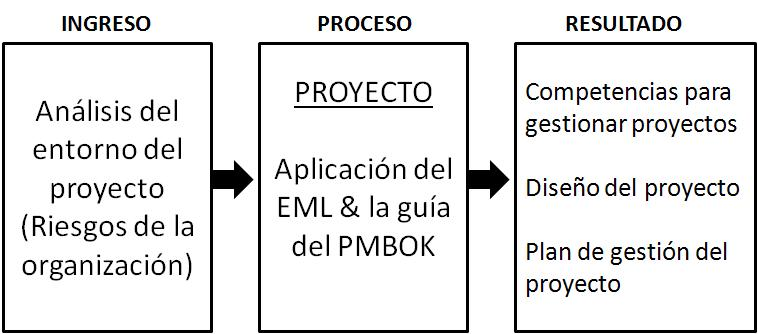 INGRESO
Análisis del
entorno del
proyecto
(Riesgos de la
organización)
PROCESO
PROYECTO
Aplicación del
EML & la guía
del PMBOK
RESULTADO
Competencias para
gestionar proyectos
Diseño del proyecto
Plan de gestión del
proyecto